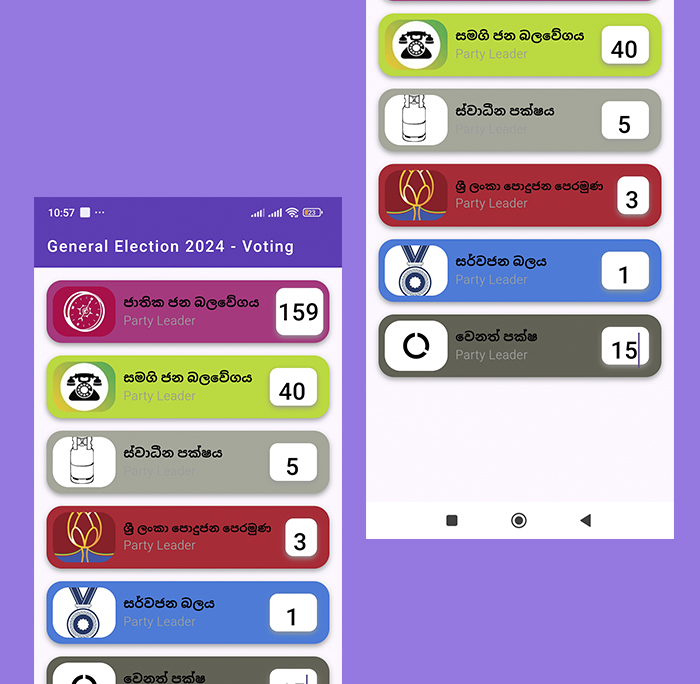 10:57
23
General Election 2024 - Voting
ජාතික ජන බලවේගය
Party Leader
159
සමගි ජන බලවේගය
Party Leader
40
ස්වාධීන පක්ෂය
Party Leader
5
ශ්‍රී ලංකා පොදුජන පෙරමුණ
Party Leader
3
සර්වජන බලය
Party Leader
1
වෙනත් පක්ෂ
සමගි ජන බලවේගය
Party Leader
40
ස්වාධීන පක්ෂය
Party Leader
5
ශ්‍රී ලංකා පොදුජන පෙරමුණ
Party Leader
3
සර්වජන බලය
Party Leader
1
වෙනත් පක්ෂ
Party Leader
15